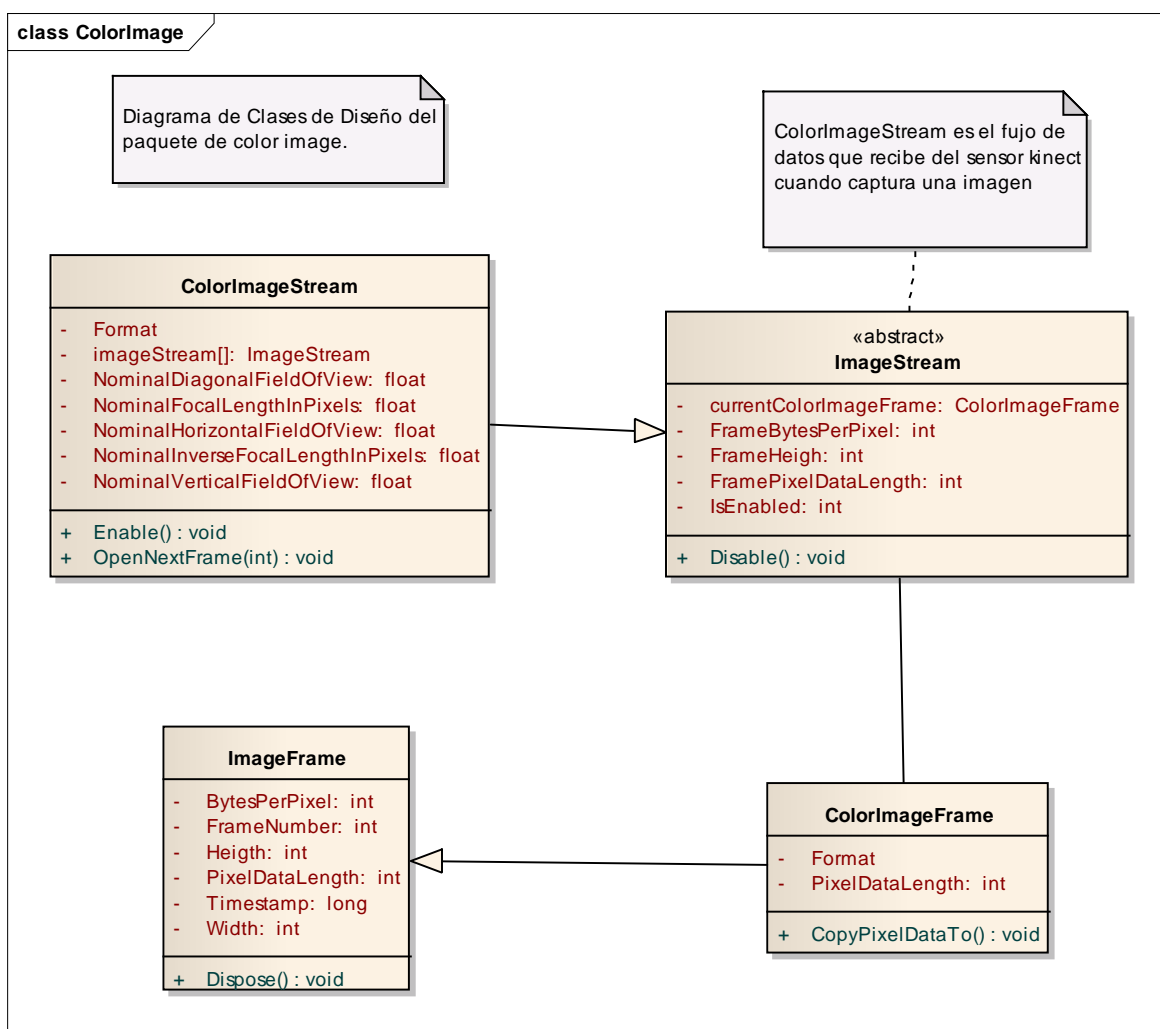 class ColorImage
Diagrama de Clases de Diseño del
paquete de color image.
ColorImageStream es el fujo de
datos que recibe del sensor kinect
cuando captura una imagen
ColorImageStream
- Format
- imageStream[]: ImageStream
- NominalDiagonalFieldOfView: float
- NominalFocalLengthInPixels: float
- NominalHorizontalFieldOfView: float
- NominalInverseFocalLengthInPixels: float
- NominalVerticalFieldOfView: float
+ Enable() : void
+ OpenNextFrame(int) : void
«abstract»
ImageStream
- currentColorImageFrame: ColorImageFrame
- FrameBytesPerPixel: int
- FrameHeigh: int
- FramePixelDataLength: int
- IsEnabled: int
+ Disable() : void
ImageFrame
- BytesPerPixel: int
- FrameNumber: int
- Heigth: int
- PixelDataLength: int
- Timestamp: long
- Width: int
+ Dispose() : void
ColorImageFrame
- Format
- PixelDataLength: int
+ CopyPixelDataTo() : void